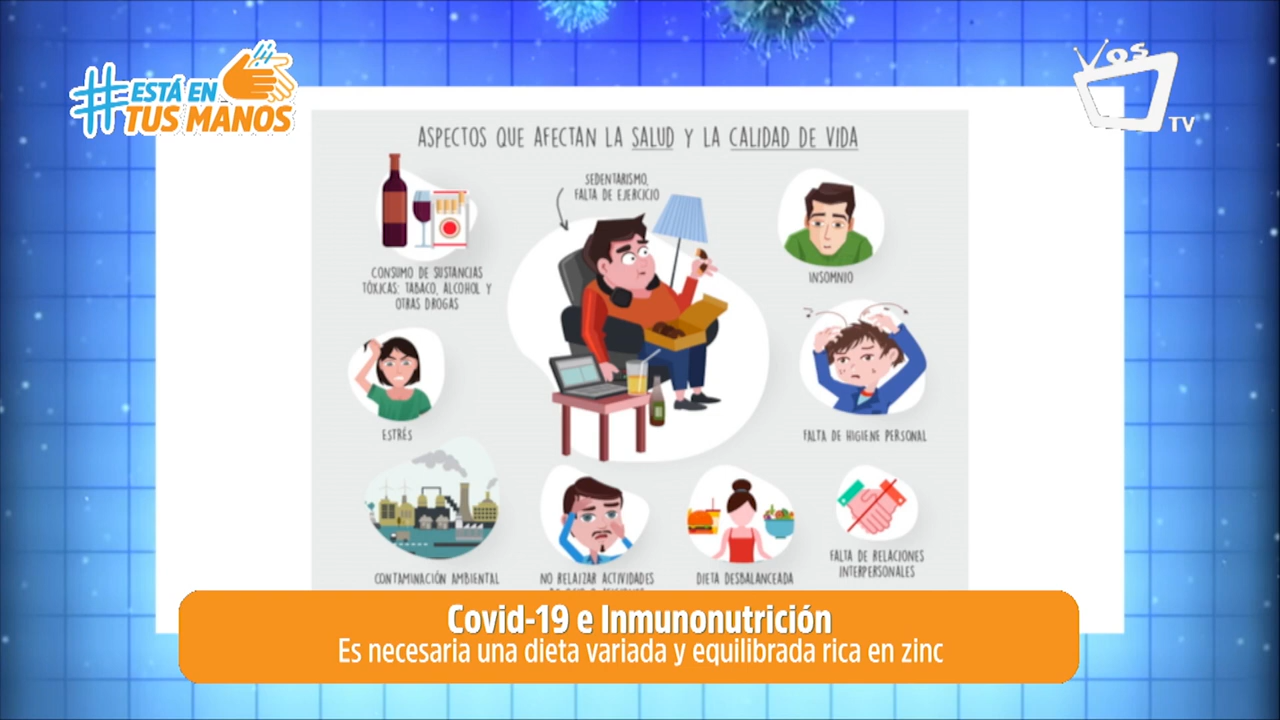 #ESTÁ EN
TUS MANOS
VOS
TV
ASPECTOS QUE AFECTAN LA SALUD Y LA CALIDAD DE VIDA
SEDENTARISMO,
FALTA DE EJERCICIO
CONSUMO DE SUSTANCIAS
TÓXICAS: TABACO, ALCOHOL Y
OTRAS DROGAS
INSOMNIO
ESTRÉS
FALTA DE HIGIENE PERSONAL
CONTAMINACIÓN AMBIENTAL
NO RELAIZAR ACTIVIDADES
DIETA DESBALANCEADA
FALTA DE RELACIONES
INTERPERSONALES
Covid-19 e Inmunonutrición
Es necesaria una dieta variada y equilibrada rica en zinc